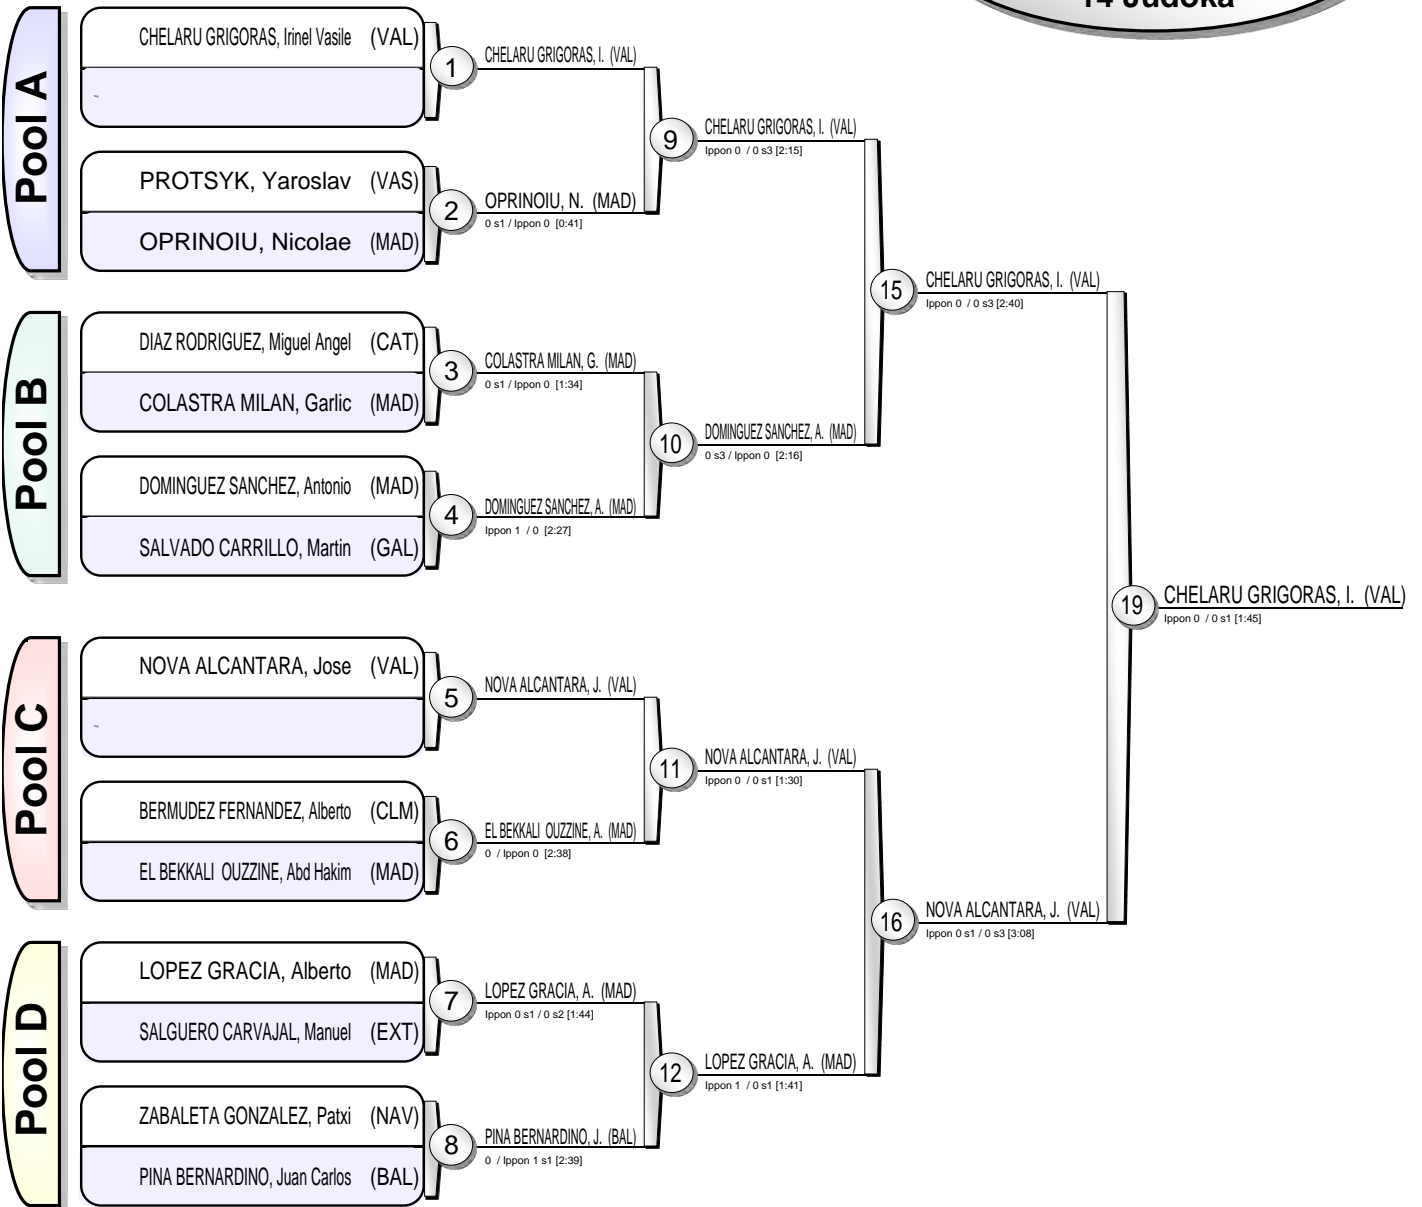 14 Judoka
Pool A
CHELARU GRIGORAS, Irinel Vasile (VAL)
1
CHELARU GRIGORAS, I. (VAL)
PROTSYK, Yaroslav (VAS)
OPRINOIU, Nicolae (MAD)
2
OPRINOIU, N. (MAD)
0 s1 / Ippon 0 [0:41]
9
CHELARU GRIGORAS, I. (VAL)
Ippon 0 / 0 s3 [2:15]
Pool B
DIAZ RODRIGUEZ, Miguel Angel (CAT)
COLASTRA MILAN, Garlic (MAD)
3
COLASTRA MILAN, G. (MAD)
0 s1 / Ippon 0 [1:34]
DOMINGUEZ SANCHEZ, Antonio (MAD)
SALVADO CARRILLO, Martin (GAL)
4
DOMINGUEZ SANCHEZ, A. (MAD)
Ippon 1 / 0 [2:27]
10
DOMINGUEZ SANCHEZ, A. (MAD)
0 s3 / Ippon 0 [2:16]
15
CHELARU GRIGORAS, I. (VAL)
Ippon 0 / 0 s3 [2:40]
Pool C
NOVA ALCANTARA, Jose (VAL)
5
NOVA ALCANTARA, J. (VAL)
BERMUDEZ FERNANDEZ, Alberto (CLM)
EL BEKKALI OUZZINE, Abd Hakim (MAD)
6
EL BEKKALI OUZZINE, A. (MAD)
0 / Ippon 0 [2:38]
11
NOVA ALCANTARA, J. (VAL)
Ippon 0 / 0 s1 [1:30]
Pool D
LOPEZ GRACIA, Alberto (MAD)
SALGUERO CARVAJAL, Manuel (EXT)
7
LOPEZ GRACIA, A. (MAD)
Ippon 0 s1 / 0 s2 [1:44]
ZABALETA GONZALEZ, Patxi (NAV)
PINA BERNARDINO, Juan Carlos (BAL)
8
PINA BERNARDINO, J. (BAL)
0 / Ippon 1 s1 [2:39]
12
LOPEZ GRACIA, A. (MAD)
Ippon 1 / 0 s1 [1:41]
16
NOVA ALCANTARA, J. (VAL)
Ippon 0 s1 / 0 s3 [3:08]
19
CHELARU GRIGORAS, I. (VAL)
Ippon 0 / 0 s1 [1:45]